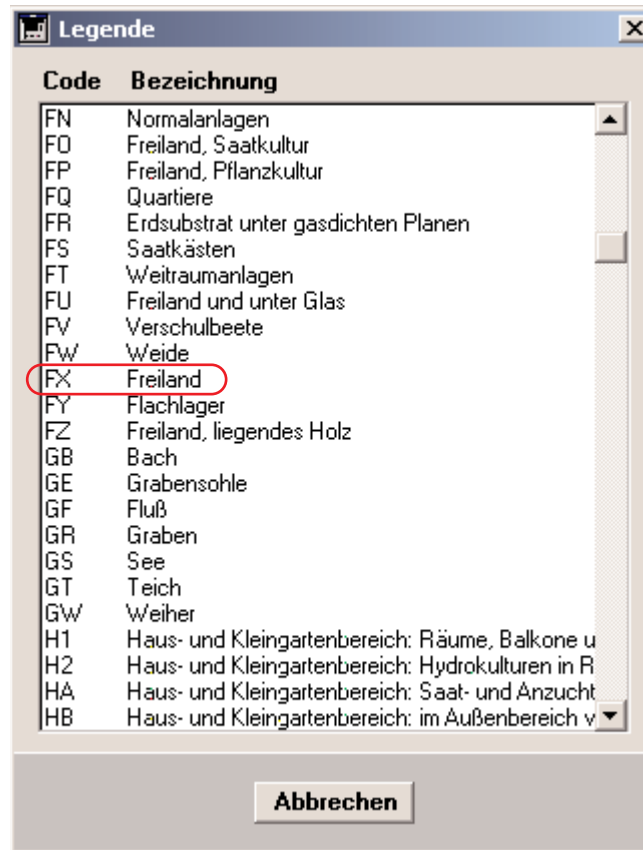 Legende
Code Bezeichnung
FN Normalanlagen
FO Freiland, Saatkultur
FP Freiland, Pflanzkultur
FQ Quartiere
FR Erdsubstrat unter gasdichten Planen
FS Saatkästen
FT Weitraumanlagen
FU Freiland und unter Glas
FV Verschulbeete
FW Weide
FX Freiland
FY Flachlager
FZ Freiland, liegendes Holz
GB Bach
GE Grabensohle
GF Fluß
GR Graben
GS See
GT Teich
GW Weiher
H1 Haus- und Kleingartenbereich: Räume, Balkone u
H2 Haus- und Kleingartenbereich: Hydrokulturen in R
HA Haus- und Kleingartenbereich: Saat- und Anzucht
HB Haus- und Kleingartenbereich: im Außenbereich v
Abbrechen